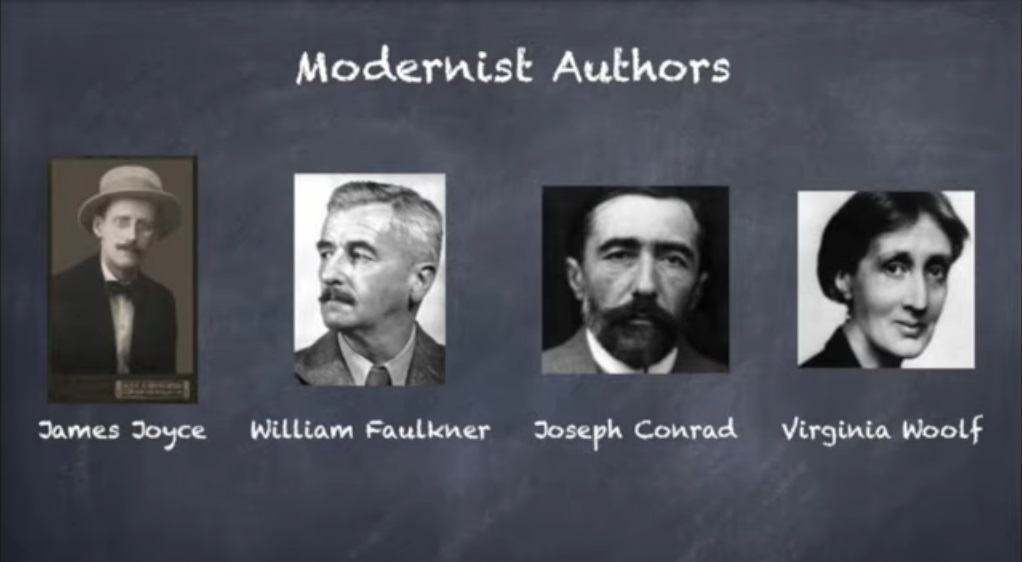 Modernist Authors
James Joyce
William Faulkner
Joseph Conrad
Virginia Woolf